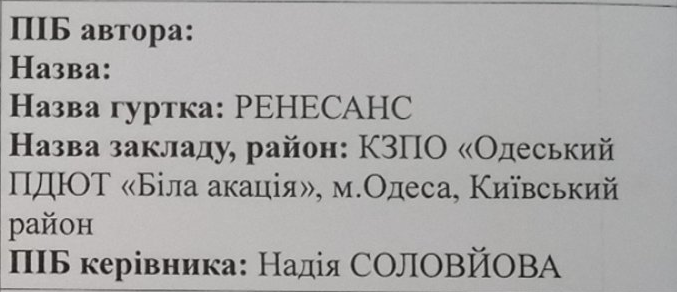 ПІБ автора:
Назва:
Назва гуртка: РЕНЕСАНС
Назва закладу, район: КЗПО «Одеський
ПДЮТ «Біла акація», м.Одеса, Київський
район
ПІБ керівника: Надія СОЛОВЙОВА